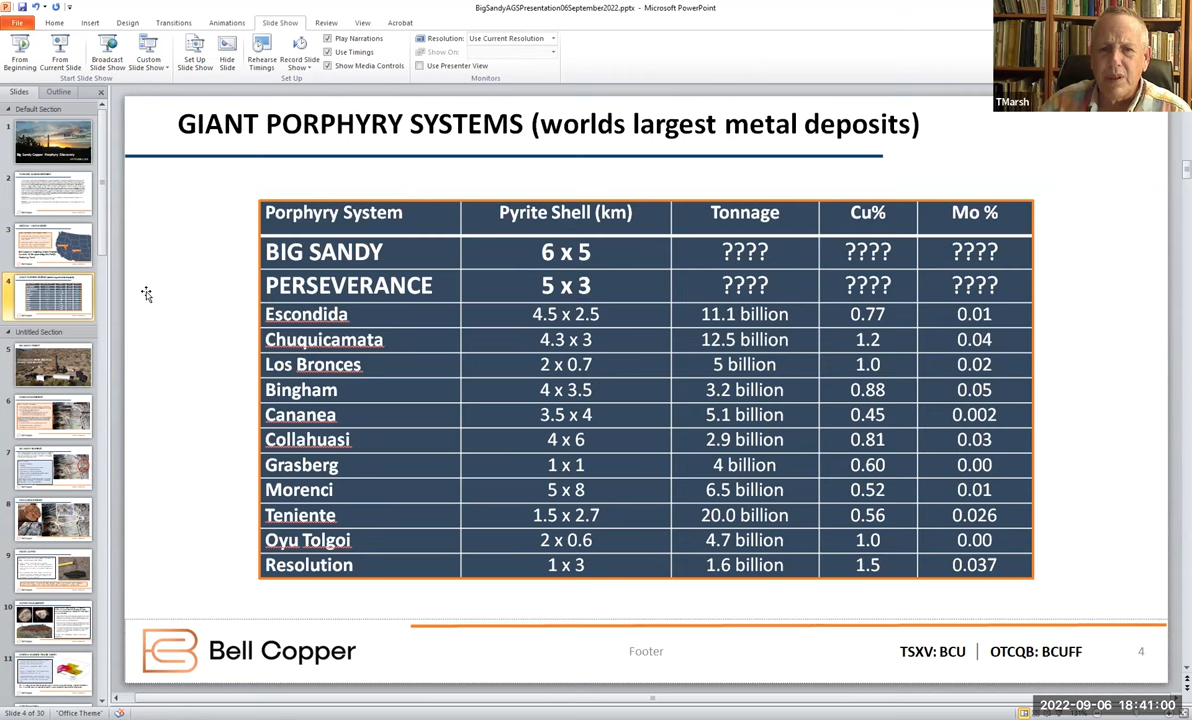 BigSandyAGSPresentation06September2022.pptx - Microsoft PowerPoint
File Home Insert Design Transitions Animations Slide Show Review View Acrobat
From Beginning
From Current Slide
Broadcast Slide Show
Custom Slide Show
Set Up Slide Show
Hide Slide
Rehearse Timings
Record Slide Show
Play Narrations
Use Timings
Show Media Controls
Resolution: Use Current Resolution
Show On:
Use Presenter View
Start Slide Show
Set Up
Monitors
TMarsh
Slides Outline
Default Section
1
2
3
4
Untitled Section
5
6
7
8
9
10
11
GIANT PORPHYRY SYSTEMS (worlds largest metal deposits)
Porphyry System Pyrite Shell (km) Tonnage Cu% Mo %
BIG SANDY 6 x 5 ???? ???? ????
PERSEVERANCE 5 x 3 ???? ???? ????
Escondida 4.5 x 2.5 11.1 billion 0.77 0.01
Chuquicamata 4.3 x 3 12.5 billion 1.2 0.04
Los Bronces 2 x 0.7 5 billion 1.0 0.02
Bingham 4 x 3.5 3.2 billion 0.88 0.05
Cananea 3.5 x 4 5.1 billion 0.45 0.002
Collahuasi 4 x 6 2.9 billion 0.81 0.03
Grasberg 1 x 1 4 billion 0.60 0.00
Morenci 5 x 8 6.5 billion 0.52 0.01
Teniente 1.5 x 2.7 20.0 billion 0.56 0.026
Oyu Tolgoi 2 x 0.6 4.7 billion 1.0 0.00
Resolution 1 x 3 1.6 billion 1.5 0.037
Bell Copper
Footer
TSXV: BCU | OTCQB: BCUFF 4
Slide 4 of 30 "Office Theme"
2022-09-06 18:41:00